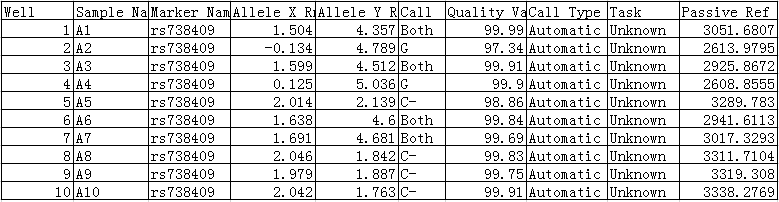 Well Sample Na Marker Nam Allele X Rn Allele Y R Call Quality Va Call Type Task Passive Ref
1 A1 rs738409 1.504 4.357 Both 99.99 Automatic Unknown 3051.6807
2 A2 rs738409 -0.134 4.789 G 97.34 Automatic Unknown 2613.9795
3 A3 rs738409 1.599 4.512 Both 99.91 Automatic Unknown 2925.8672
4 A4 rs738409 0.125 5.036 G 99.9 Automatic Unknown 2608.8555
5 A5 rs738409 2.014 2.139 C- 98.86 Automatic Unknown 3289.783
6 A6 rs738409 1.638 4.6 Both 99.84 Automatic Unknown 2941.6113
7 A7 rs738409 1.691 4.681 Both 99.69 Automatic Unknown 3017.3293
8 A8 rs738409 2.046 1.842 C- 99.83 Automatic Unknown 3311.7104
9 A9 rs738409 1.979 1.887 C- 99.75 Automatic Unknown 3319.308
10 A10 rs738409 2.042 1.763 C- 99.91 Automatic Unknown 3338.2769